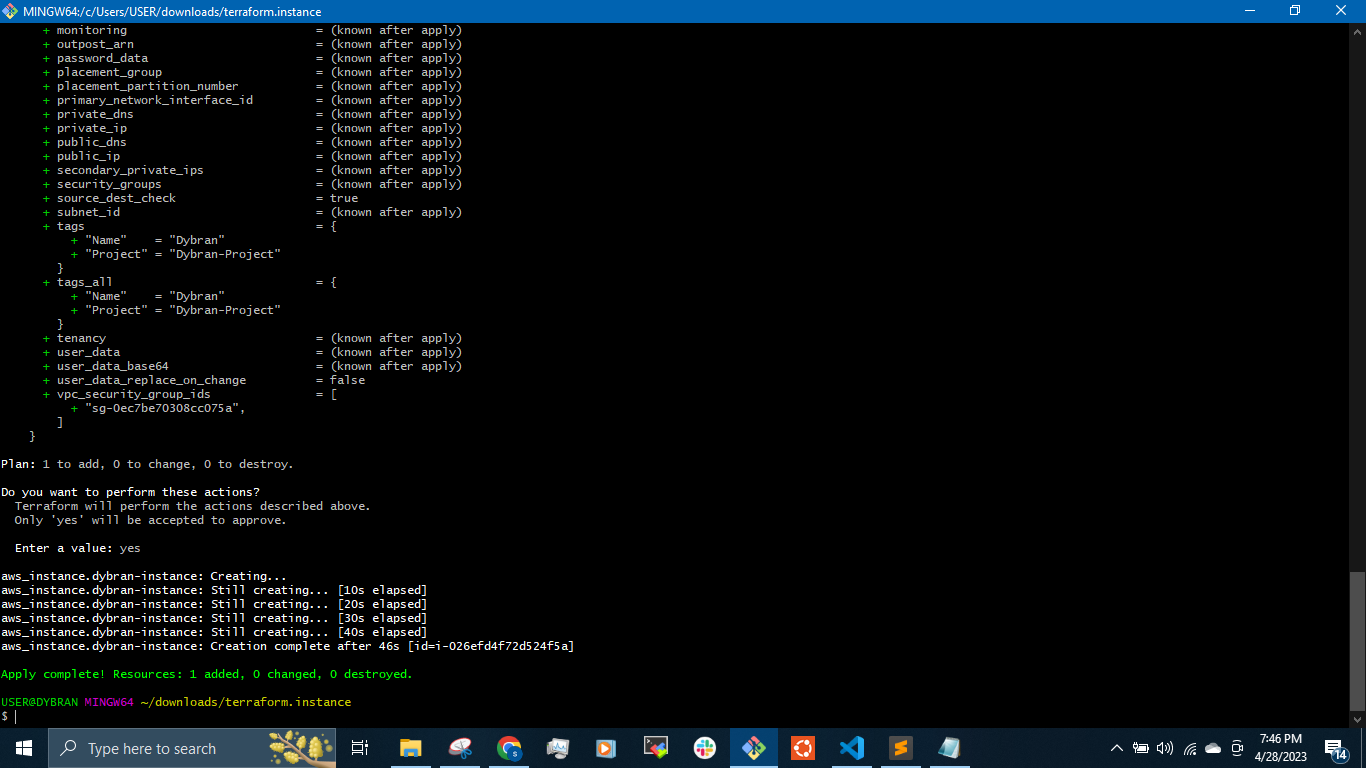 MINGW64:/c/Users/USER/downloads/terraform.instance
+ monitoring = (known after apply)
+ outpost_arn = (known after apply)
+ password_data = (known after apply)
+ placement_group = (known after apply)
+ placement_partition_number = (known after apply)
+ primary_network_interface_id = (known after apply)
+ private_dns = (known after apply)
+ private_ip = (known after apply)
+ public_dns = (known after apply)
+ public_ip = (known after apply)
+ secondary_private_ips = (known after apply)
+ security_groups = (known after apply)
+ source_dest_check = true
+ subnet_id = (known after apply)
+ tags = {
+ "Name" = "Dybran"
+ "Project" = "Dybran-Project"
}
+ tags_all = {
+ "Name" = "Dybran"
+ "Project" = "Dybran-Project"
}
+ tenancy = (known after apply)
+ user_data = (known after apply)
+ user_data_base64 = (known after apply)
+ user_data_replace_on_change = false
+ vpc_security_group_ids = [
+ "sg-0ec7be70308cc075a",
]
}
Plan: 1 to add, 0 to change, 0 to destroy.
Do you want to perform these actions?
Terraform will perform the actions described above.
Only 'yes' will be accepted to approve.
Enter a value: yes
aws_instance.dybran-instance: Creating...
aws_instance.dybran-instance: Still creating... [10s elapsed]
aws_instance.dybran-instance: Still creating... [20s elapsed]
aws_instance.dybran-instance: Still creating... [30s elapsed]
aws_instance.dybran-instance: Still creating... [40s elapsed]
aws_instance.dybran-instance: Creation complete after 46s [id=i-026efd4f72d524f5a]
Apply complete! Resources: 1 added, 0 changed, 0 destroyed.
USER@DYBRAN MINGW64 ~/downloads/terraform.instance
$
Type here to search
7:46 PM
4/28/2023
14